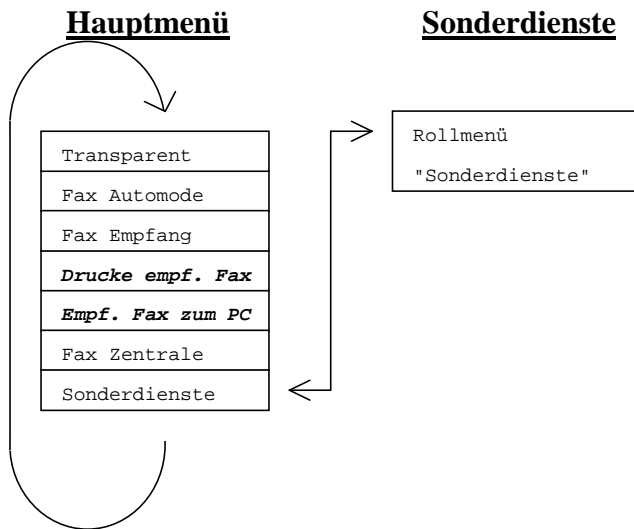 Hauptmenü
Sonderdienste
Transparent
Fax Automode
Fax Empfang
Drucke empf. Fax
Empf. Fax zum PC
Fax Zentrale
Sonderdienste
Rollmenü
"Sonderdienste"